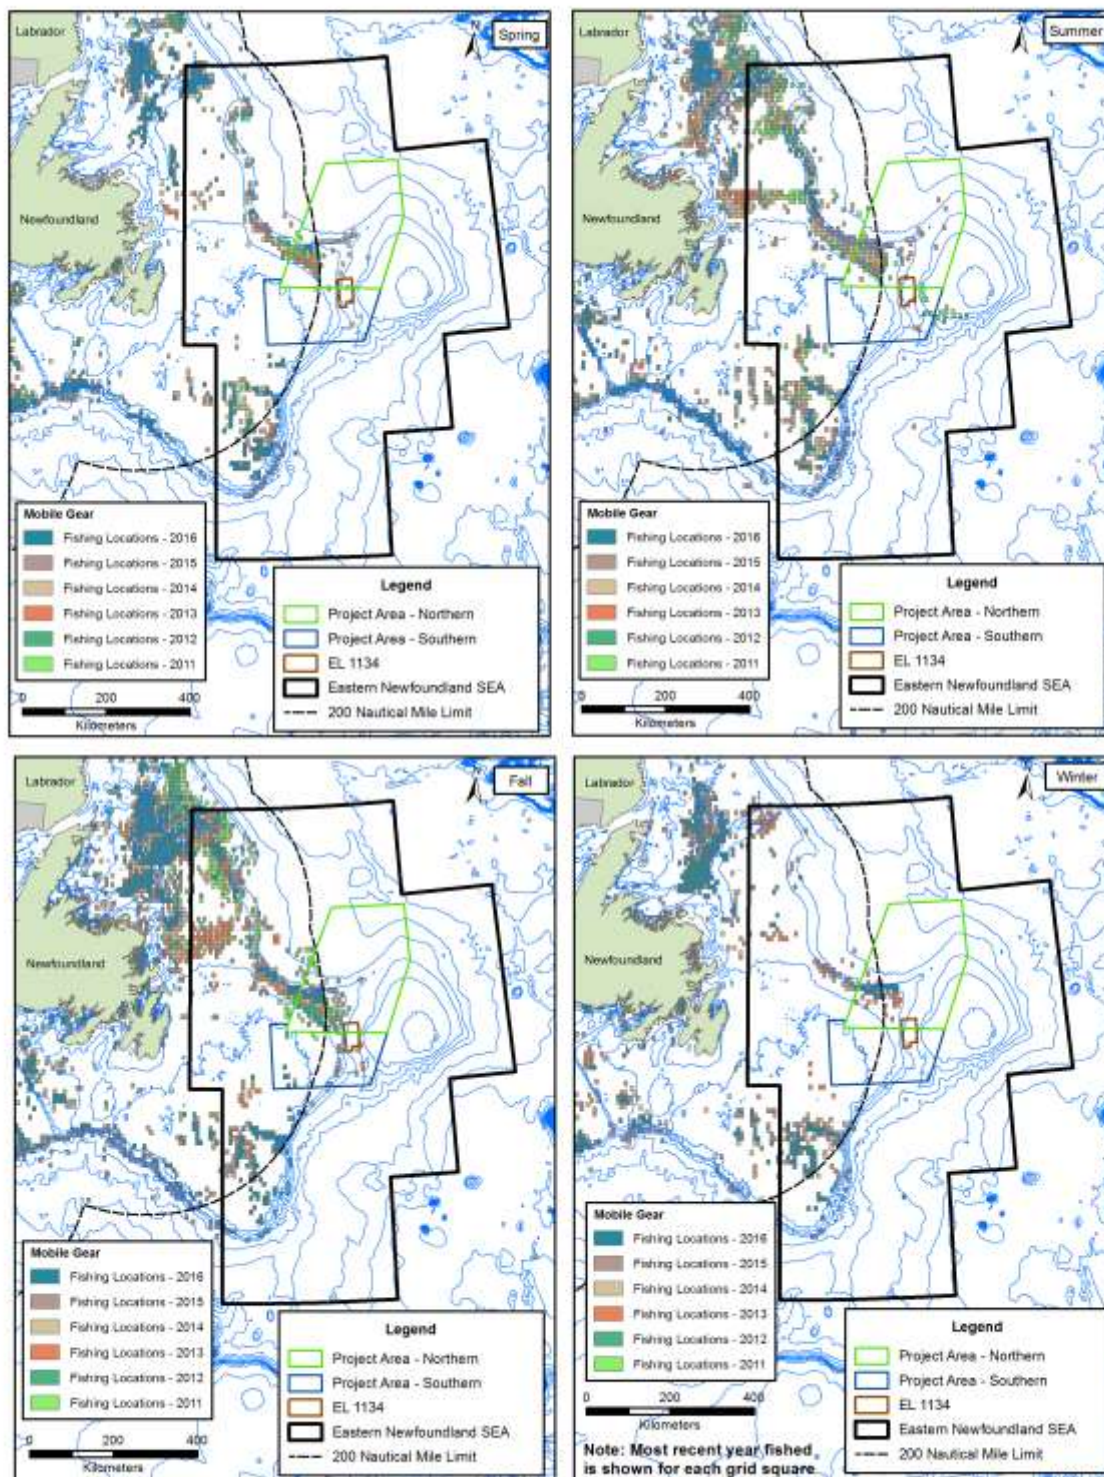 Labrador
N
Spring
Newfoundland
Mobile Gear
Fishing Locations - 2016
Fishing Locations - 2015
Fishing Locations - 2014
Fishing Locations - 2013
Fishing Locations - 2012
Fishing Locations - 2011
0 200 400
Kilometers
Legend
Project Area - Northern
Project Area - Southern
EL 1134
Eastern Newfoundland SEA
200 Nautical Mile Limit
Labrador
Summer
Newfoundland
Mobile Gear
Fishing Locations - 2016
Fishing Locations - 2015
Fishing Locations - 2014
Fishing Locations - 2013
Fishing Locations - 2012
Fishing Locations - 2011
0 200 400
Kilometers
Legend
Project Area - Northern
Project Area - Southern
EL 1134
Eastern Newfoundland SEA
200 Nautical Mile Limit
Labrador
Fall
Newfoundland
Mobile Gear
Fishing Locations - 2016
Fishing Locations - 2015
Fishing Locations - 2014
Fishing Locations - 2013
Fishing Locations - 2012
Fishing Locations - 2011
0 200 400
Kilometers
Legend
Project Area - Northern
Project Area - Southern
EL 1134
Eastern Newfoundland SEA
200 Nautical Mile Limit
Labrador
Winter
Newfoundland
Mobile Gear
Fishing Locations - 2016
Fishing Locations - 2015
Fishing Locations - 2014
Fishing Locations - 2013
Fishing Locations - 2012
Fishing Locations - 2011
0 200 400
Kilometers
Note: Most recent year fished
is shown for each grid square
Legend
Project Area - Northern
Project Area - Southern
EL 1134
Eastern Newfoundland SEA
200 Nautical Mile Limit